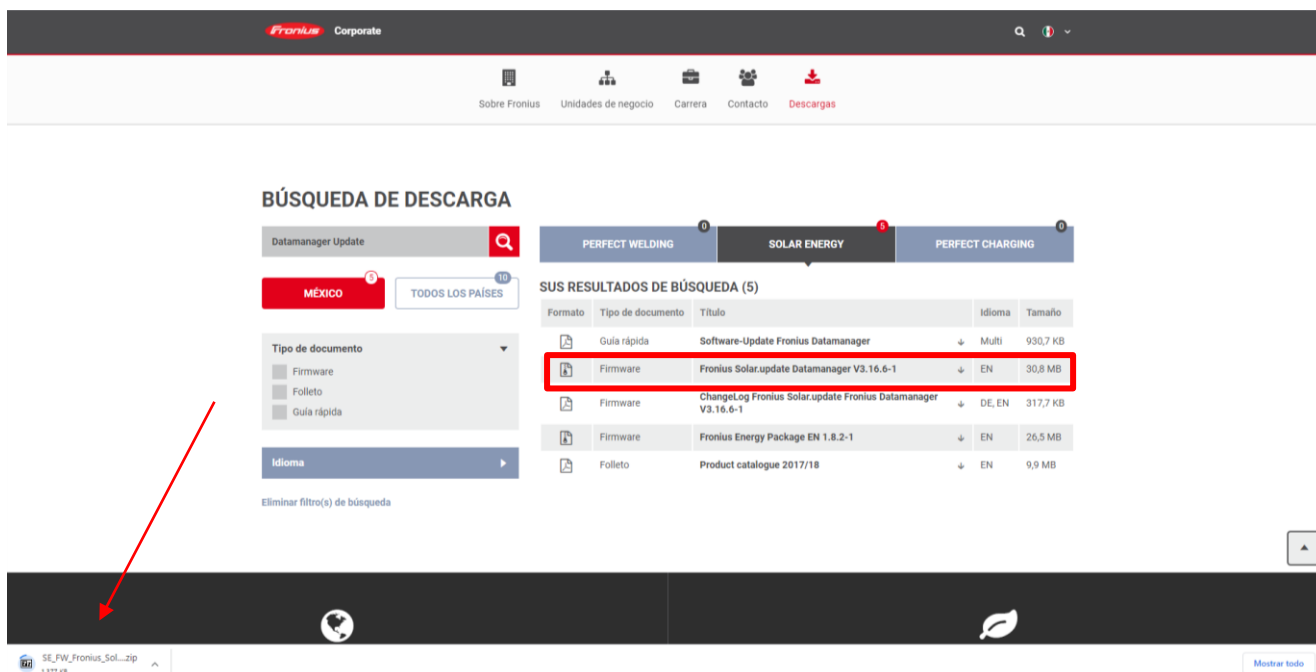 Fronius Corporate
Sobre Fronius Unidades de negocio Carrera Contacto Descargas
BÚSQUEDA DE DESCARGA
Datamanager Update
MÉXICO 5 TODOS LOS PAÍSES 10
Tipo de documento
Firmware
Folleto
Guía rápida
Idioma
Eliminar filtro(s) de búsqueda
PERFECT WELDING 0 SOLAR ENERGY 5 PERFECT CHARGING 0
SUS RESULTADOS DE BÚSQUEDA (5)
Formato Tipo de documento Título Idioma Tamaño
Guía rápida Software-Update Fronius Datamanager Multi 930,7 KB
Firmware Fronius Solar.update Datamanager V3.16.6-1 EN 30,8 MB
Firmware ChangeLog Fronius Solar.update Fronius Datamanager
V3.16.6-1 DE, EN 317,7 KB
Firmware Fronius Energy Package EN 1.8.2-1 EN 26,5 MB
Folleto Product catalogue 2017/18 EN 9,9 MB
SE_FW_Fronius_Sol....zip
Mostrar todo